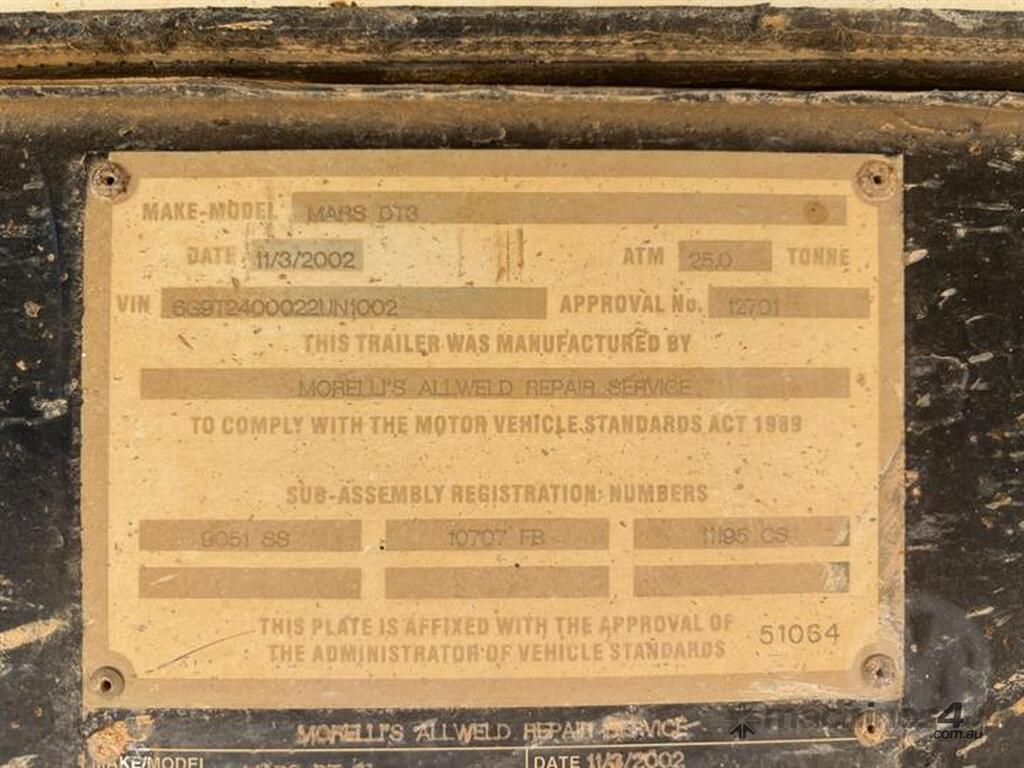 MAKE-MODEL MARS DT3
DATE 11/3/2002 ATM 25.0 TONNE
VIN 6G9T2400022UN1002 APPROVAL No. 12701
THIS TRAILER WAS MANUFACTURED BY
MORELLI'S ALLWELD REPAIR SERVICE
TO COMPLY WITH THE MOTOR VEHICLE STANDARDS ACT 1989
SUB-ASSEMBLY REGISTRATION NUMBERS
9051 SS 10707 FB 11195 CS
THIS PLATE IS AFFIXED WITH THE APPROVAL OF
THE ADMINISTRATOR OF VEHICLE STANDARDS 51064
MORELLI'S ALLWELD REPAIR SERVICE
machines4u
.com.au
MAKE/MODEL DATE 11/3/2002